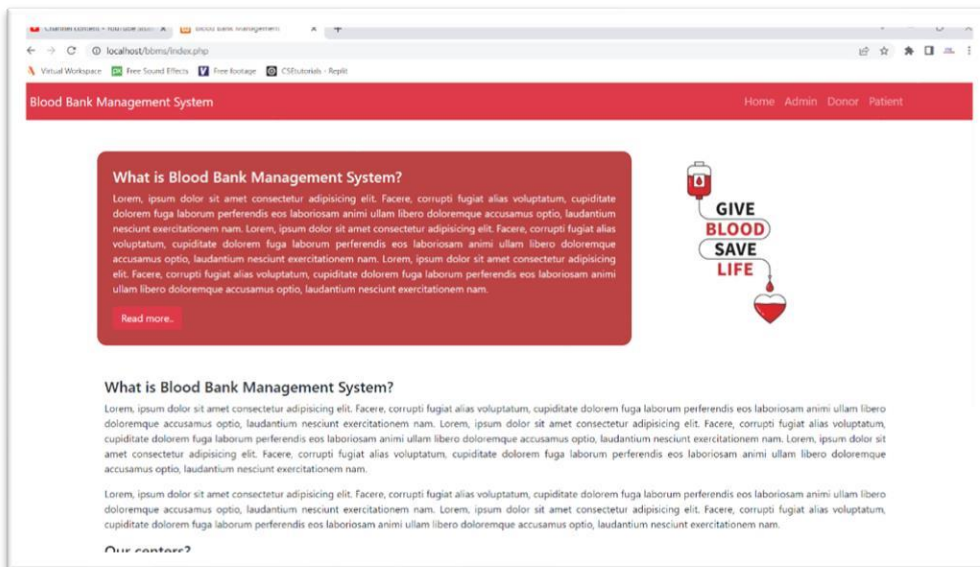 Channel content - YouTube Studio
Blood Bank Management
localhost/bbms/index.php
Virtual Workspace Free Sound Effects Free footage CSEtutorials - Replit
Blood Bank Management System Home Admin Donor Patient
What is Blood Bank Management System?
Lorem, ipsum dolor sit amet consectetur adipisicing elit. Facere, corrupti fugiat alias voluptatum, cupiditate
dolorem fuga laborum perferendis eos laboriosam animi ullam libero doloremque accusamus optio, laudantium
nesciunt exercitationem nam. Lorem, ipsum dolor sit amet consectetur adipisicing elit. Facere, corrupti fugiat alias
voluptatum, cupiditate dolorem fuga laborum perferendis eos laboriosam animi ullam libero doloremque
accusamus optio, laudantium nesciunt exercitationem nam. Lorem, ipsum dolor sit amet consectetur adipisicing
elit. Facere, corrupti fugiat alias voluptatum, cupiditate dolorem fuga laborum perferendis eos laboriosam animi
ullam libero doloremque accusamus optio, laudantium nesciunt exercitationem nam.
Read more..
GIVE
BLOOD
SAVE
LIFE
What is Blood Bank Management System?
Lorem, ipsum dolor sit amet consectetur adipisicing elit. Facere, corrupti fugiat alias voluptatum, cupiditate dolorem fuga laborum perferendis eos laboriosam animi ullam libero
doloremque accusamus optio, laudantium nesciunt exercitationem nam. Lorem, ipsum dolor sit amet consectetur adipisicing elit. Facere, corrupti fugiat alias voluptatum,
cupiditate dolorem fuga laborum perferendis eos laboriosam animi ullam libero doloremque accusamus optio, laudantium nesciunt exercitationem nam. Lorem, ipsum dolor sit
amet consectetur adipisicing elit. Facere, corrupti fugiat alias voluptatum, cupiditate dolorem fuga laborum perferendis eos laboriosam animi ullam libero doloremque
accusamus optio, laudantium nesciunt exercitationem nam.
Lorem, ipsum dolor sit amet consectetur adipisicing elit. Facere, corrupti fugiat alias voluptatum, cupiditate dolorem fuga laborum perferendis eos laboriosam animi ullam libero
doloremque accusamus optio, laudantium nesciunt exercitationem nam. Lorem, ipsum dolor sit amet consectetur adipisicing elit. Facere, corrupti fugiat alias voluptatum,
cupiditate dolorem fuga laborum perferendis eos laboriosam animi ullam libero doloremque accusamus optio, laudantium nesciunt exercitationem nam.
Our centers?